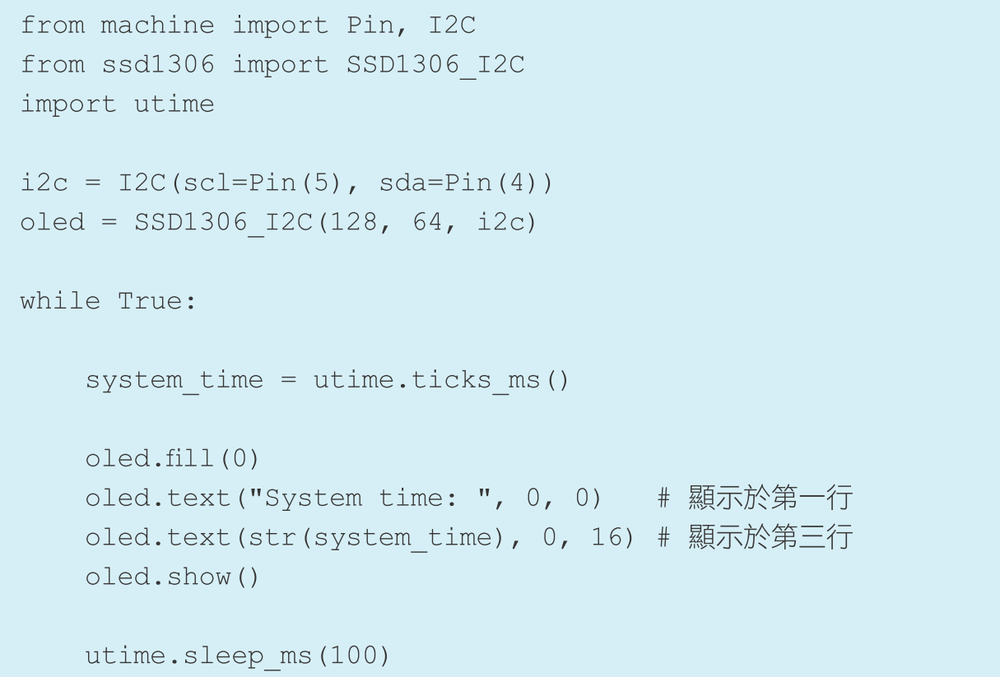 from machine import Pin, I2C
from ssd1306 import SSD1306_I2C
import utime

i2c = I2C(scl=Pin(5), sda=Pin(4))
oled = SSD1306_I2C(128, 64, i2c)

while True:

    system_time = utime.ticks_ms()

    oled.fill(0)
    oled.text("System time: ", 0, 0)   # 顯示於第一行
    oled.text(str(system_time), 0, 16) # 顯示於第三行
    oled.show()

    utime.sleep_ms(100)